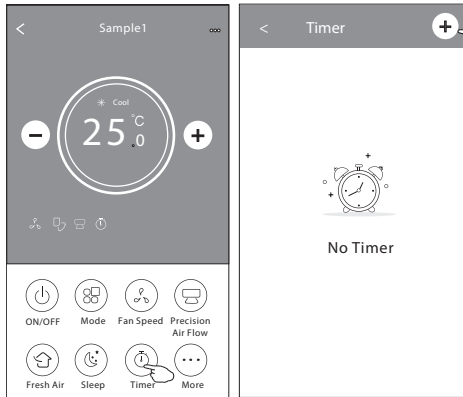 Sample1
Cool
25.0 °C
ON/OFF
Mode
Fan Speed
Precision
Air Flow
Fresh Air
Sleep
Timer
More
Timer
No Timer